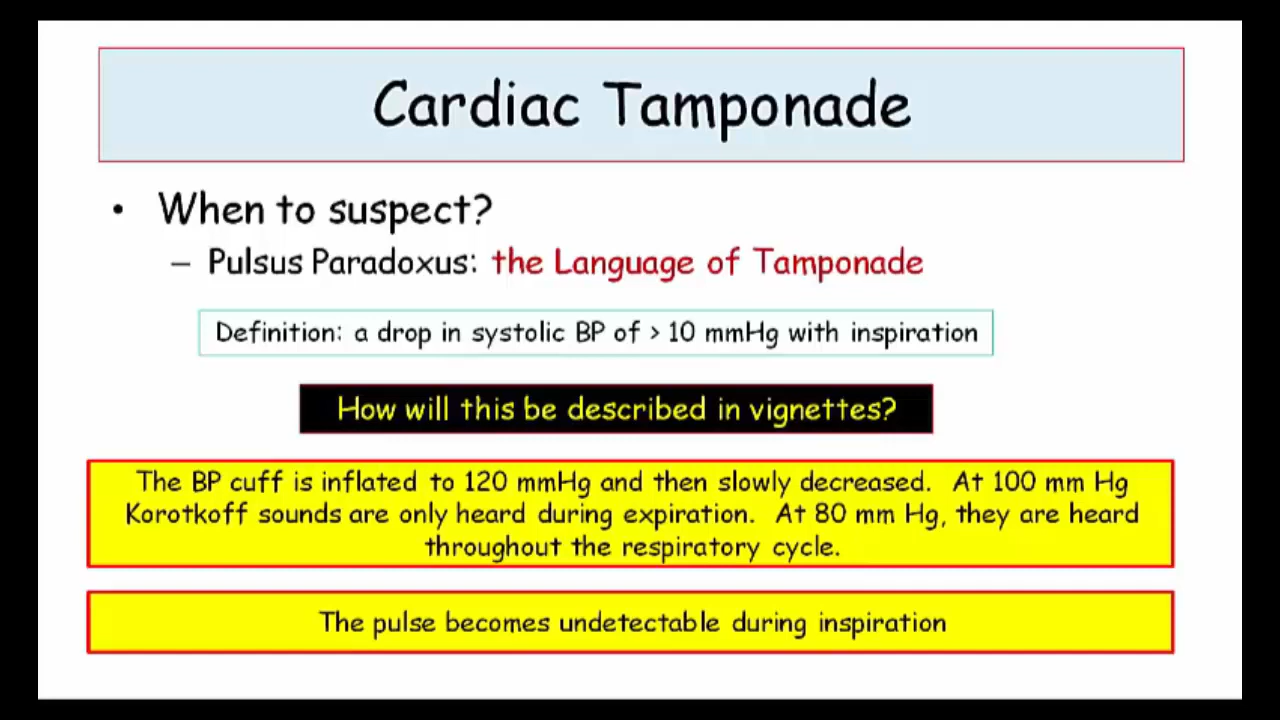 Cardiac Tamponade
• When to suspect?
– Pulsus Paradoxus: the Language of Tamponade
Definition: a drop in systolic BP of > 10 mmHg with inspiration
How will this be described in vignettes?
The BP cuff is inflated to 120 mmHg and then slowly decreased. At 100 mm Hg
Korotkoff sounds are only heard during expiration. At 80 mm Hg, they are heard
throughout the respiratory cycle.
The pulse becomes undetectable during inspiration